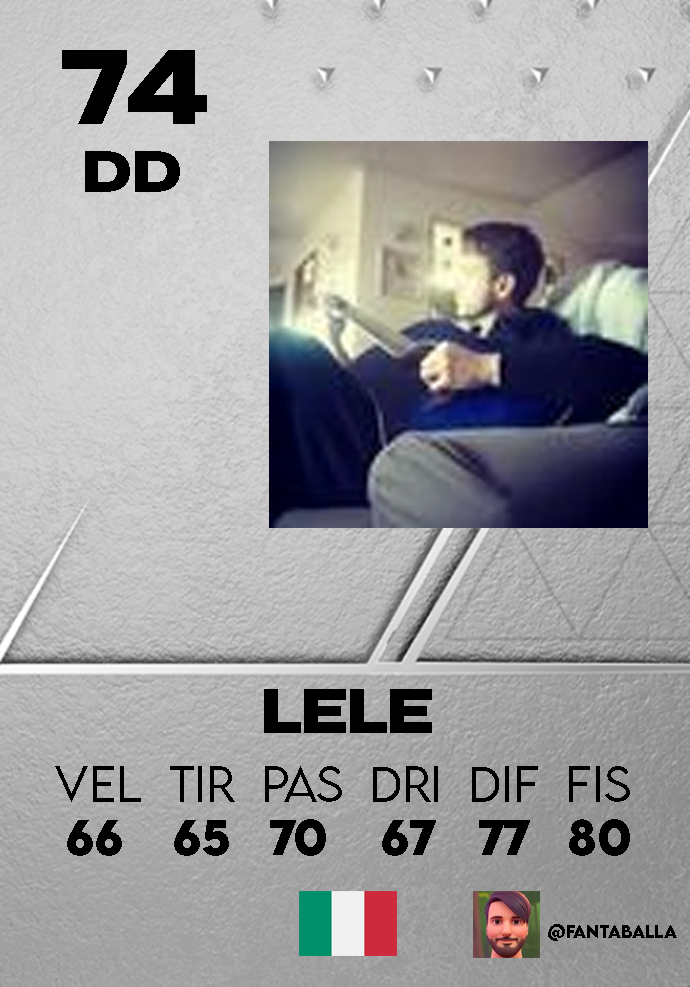 74
DD
LELE
VEL TIR PAS DRI DIF FIS
66 65 70 67 77 80
@FANTABALLA